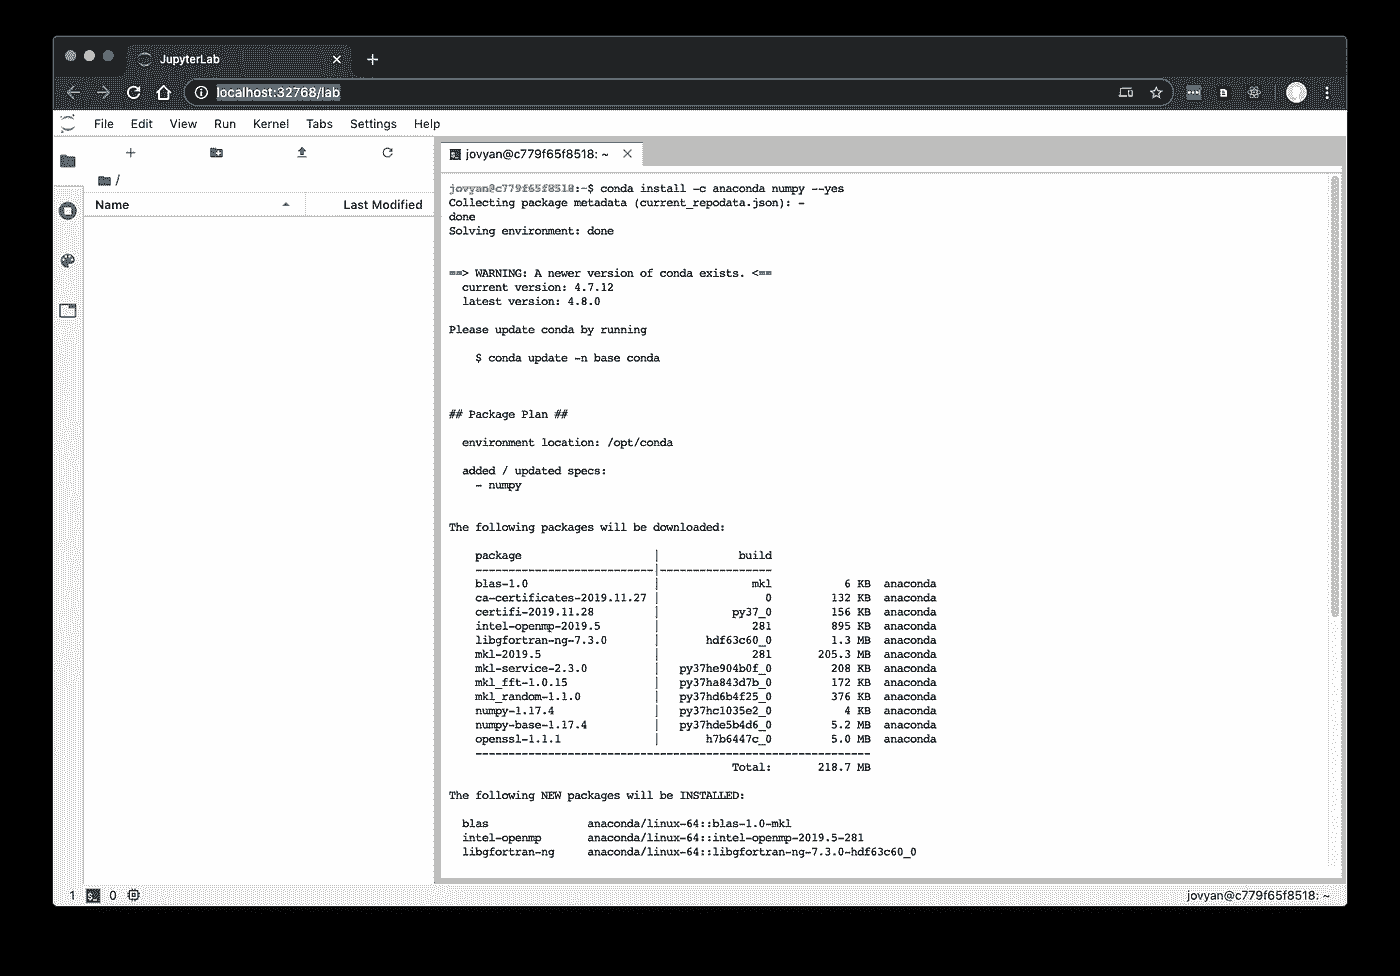 JupyterLab
localhost:32768/lab
File Edit View Run Kernel Tabs Settings Help
jovyan@c779f65f8518: ~
/
Name Last Modified
jovyan@c779f65f8518:~$ conda install -c anaconda numpy --yes
Collecting package metadata (current_repodata.json): -
done
Solving environment: done
==> WARNING: A newer version of conda exists. <==
current version: 4.7.12
latest version: 4.8.0
Please update conda by running
$ conda update -n base conda
## Package Plan ##
environment location: /opt/conda
added / updated specs:
- numpy
The following packages will be downloaded:
package | build
---------------------------|-----------------
blas-1.0 | mkl 6 KB anaconda
ca-certificates-2019.11.27 | 0 132 KB anaconda
certifi-2019.11.28 | py37_0 156 KB anaconda
intel-openmp-2019.5 | 281 895 KB anaconda
libgfortran-ng-7.3.0 | hdf63c60_0 1.3 MB anaconda
mkl-2019.5 | 281 205.3 MB anaconda
mkl-service-2.3.0 | py37he904b0f_0 208 KB anaconda
mkl_fft-1.0.15 | py37ha843d7b_0 172 KB anaconda
mkl_random-1.1.0 | py37hd6b4f25_0 376 KB anaconda
numpy-1.17.4 | py37hc1035e2_0 4 KB anaconda
numpy-base-1.17.4 | py37hde5b4d6_0 5.2 MB anaconda
openssl-1.1.1 | h7b6447c_0 5.0 MB anaconda
------------------------------------------------------------
Total: 218.7 MB
The following NEW packages will be INSTALLED:
blas anaconda/linux-64::blas-1.0-mkl
intel-openmp anaconda/linux-64::intel-openmp-2019.5-281
libgfortran-ng anaconda/linux-64::libgfortran-ng-7.3.0-hdf63c60_0
1 $_ 0 jovyan@c779f65f8518: ~